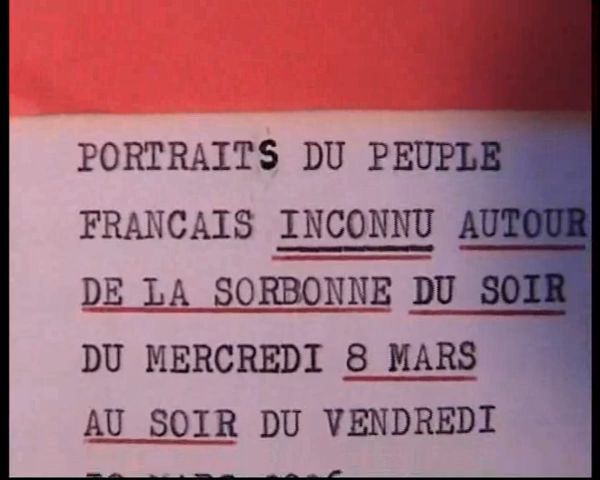 PORTRAITS DU PEUPLE
FRANCAIS INCONNU AUTOUR
DE LA SORBONNE DU SOIR
DU MERCREDI 8 MARS
AU SOIR DU VENDREDI
MARS